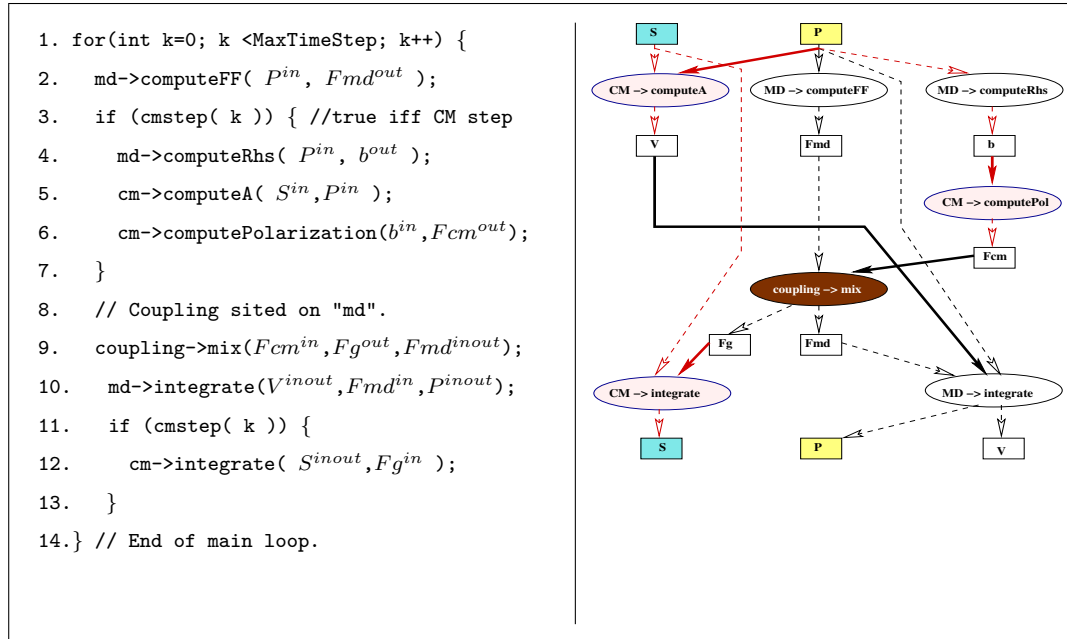 1. for(int k=0; k <MaxTimeStep; k++) {
2. md->computeFF( P^in, Fmd^out );
3. if (cmstep( k )) { //true iff CM step
4. md->computeRhs( P^in, b^out );
5. cm->computeA( S^in,P^in );
6. cm->computePolarization(b^in,Fcm^out);
7. }
8. // Coupling sited on "md".
9. coupling->mix(Fcm^in,Fg^out,Fmd^inout);
10. md->integrate(V^inout,Fmd^in,P^inout);
11. if (cmstep( k )) {
12. cm->integrate( S^inout,Fg^in );
13. }
14.} // End of main loop.
S
P
CM -> computeA
MD -> computeFF
MD -> computeRhs
V
Fmd
b
CM -> computePol
Fcm
coupling -> mix
Fg
Fmd
CM -> integrate
MD -> integrate
S
P
V